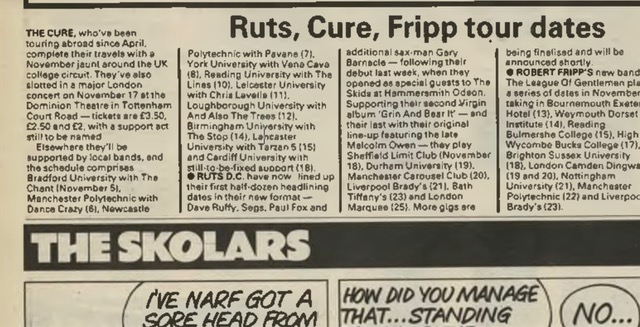 Ruts, Cure, Fripp tour dates
THE CURE, who've been
touring abroad since April,
complete their travels with a
November jaunt around the UK
college circuit. They've also
slotted in a major London
concert on November 17 at the
Dominion Theatre in Tottenham
Court Road — tickets are £3.50,
£2.50 and £2, with a support act
still to be named
Elsewhere they'll be
supported by local bands, and
the schedule comprises
Bradford University with The
Chant (November 5),
Manchester Polytechnic with
Dance Crazy (6), Newcastle
Polytechnic with Pavane (7),
York University with Vena Cava
(8), Reading University with The
Lines (10), Leicester University
with Chris Lavelle (11),
Loughborough University with
And Also The Trees (12),
Birmingham University with
The Stop (14), Lancaster
University with Tarzan 5 (15)
and Cardiff University with
still-to-be-fixed support (18).
● RUTS D.C. have now lined up
their first half-dozen headlining
dates in their new format —
Dave Ruffy, Segs, Paul Fox and
additional sax-man Gary
Barnacle — following their
debut last week, when they
opened as special guests to The
Skids at Hammersmith Odeon.
Supporting their second Virgin
album 'Grin And Bear It' — and
their last with their original
line-up featuring the late
Malcolm Owen — they play
Sheffield Limit Club (November
18), Durham University (19),
Manchester Carousel Club (20),
Liverpool Brady's (21), Bath
Tiffany's (23) and London
Marquee (25). More gigs are
being finalised and will be
announced shortly.
● ROBERT FRIPP'S new band
The League Of Gentlemen pla
a series of dates in November
taking in Bournemouth Exete
Hotel (13), Weymouth Dorset
Institute (14), Reading
Bulmershe College (15), High
Wycombe Bucks College (17),
Brighton Sussex University
(18), London Camden Dingwa
(19 and 20), Nottingham
University (21), Manchester
Polytechnic (22) and Liverpoo
Brady's (23).
THE SKOLARS
I'VE NARF GOT A
SORE HEAD FROM
HOW DID YOU MANAGE
THAT...STANDING
NO...